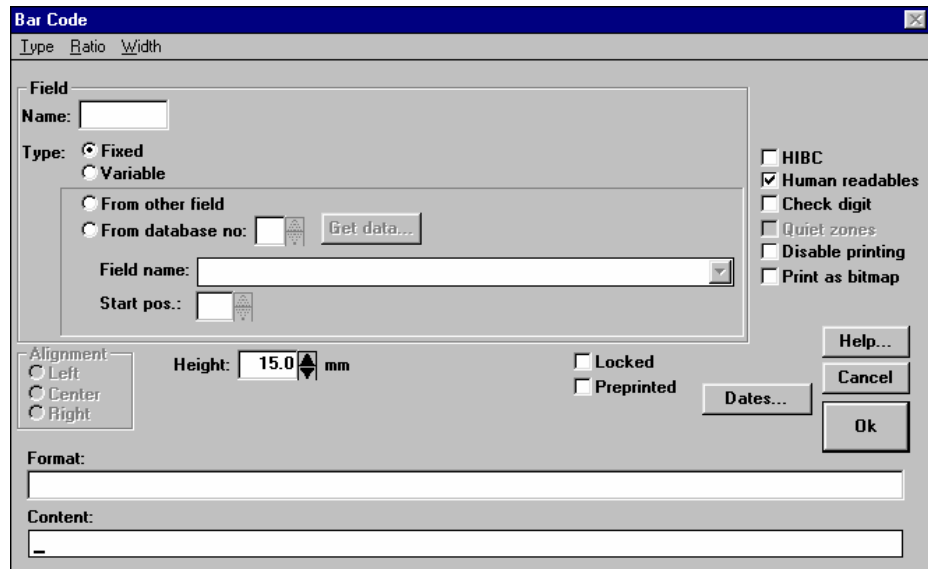 Bar Code
Type Ratio Width
Field
Name:
Type: Fixed
Variable
From other field
From database no: Get data...
Field name:
Start pos.:
HIBC
Human readables
Check digit
Quiet zones
Disable printing
Print as bitmap
Alignment
Left
Center
Right
Height: 15.0 mm
Locked
Preprinted
Dates...
Help...
Cancel
Ok
Format:
Content: